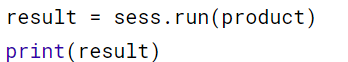 result = sess.run(product)
print(result)